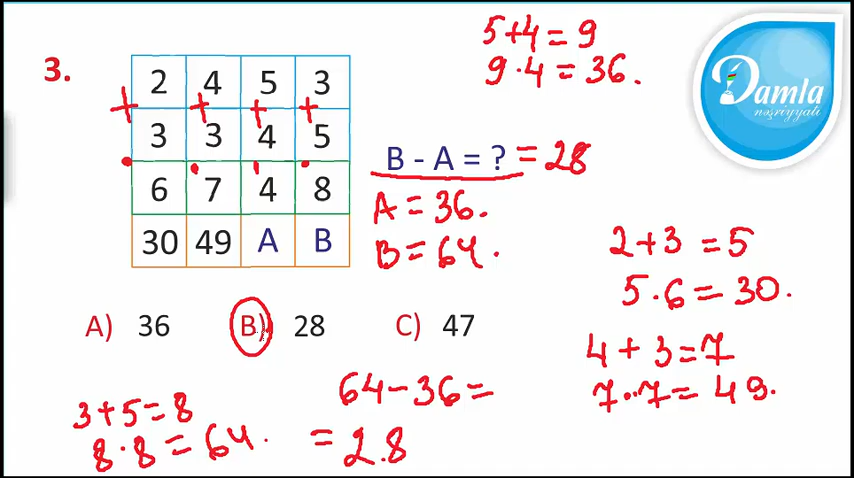 5+4=9
9·4=36.
3.
2 4 5 3
+ + + +
3 3 4 5
· · · ·
6 7 4 8
30 49 A B
B - A = ? = 28
A = 36.
B = 64.
Damla
nəşriyyatı
2+3=5
5·6=30.
4+3=7
7·7=49.
A) 36 B) 28 C) 47
3+5=8
8·8=64.
64-36=
=28